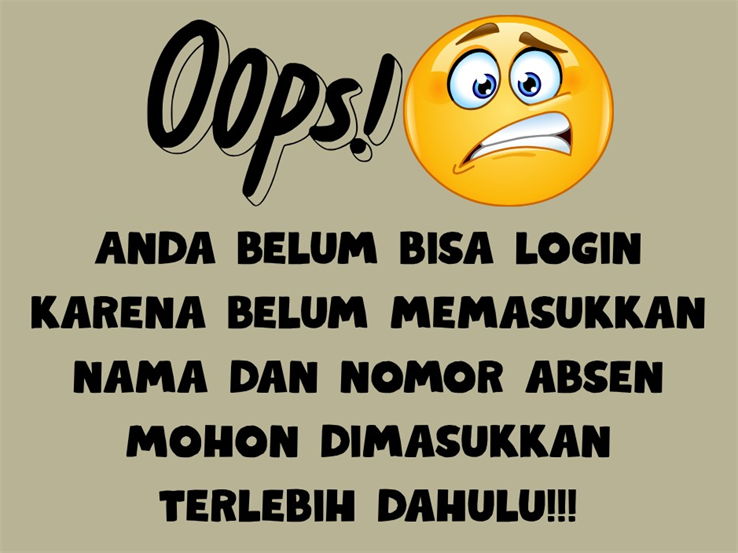 Oops!
ANDA BELUM BISA LOGIN
KARENA BELUM MEMASUKKAN
NAMA DAN NOMOR ABSEN
MOHON DIMASUKKAN
TERLEBIH DAHULU!!!